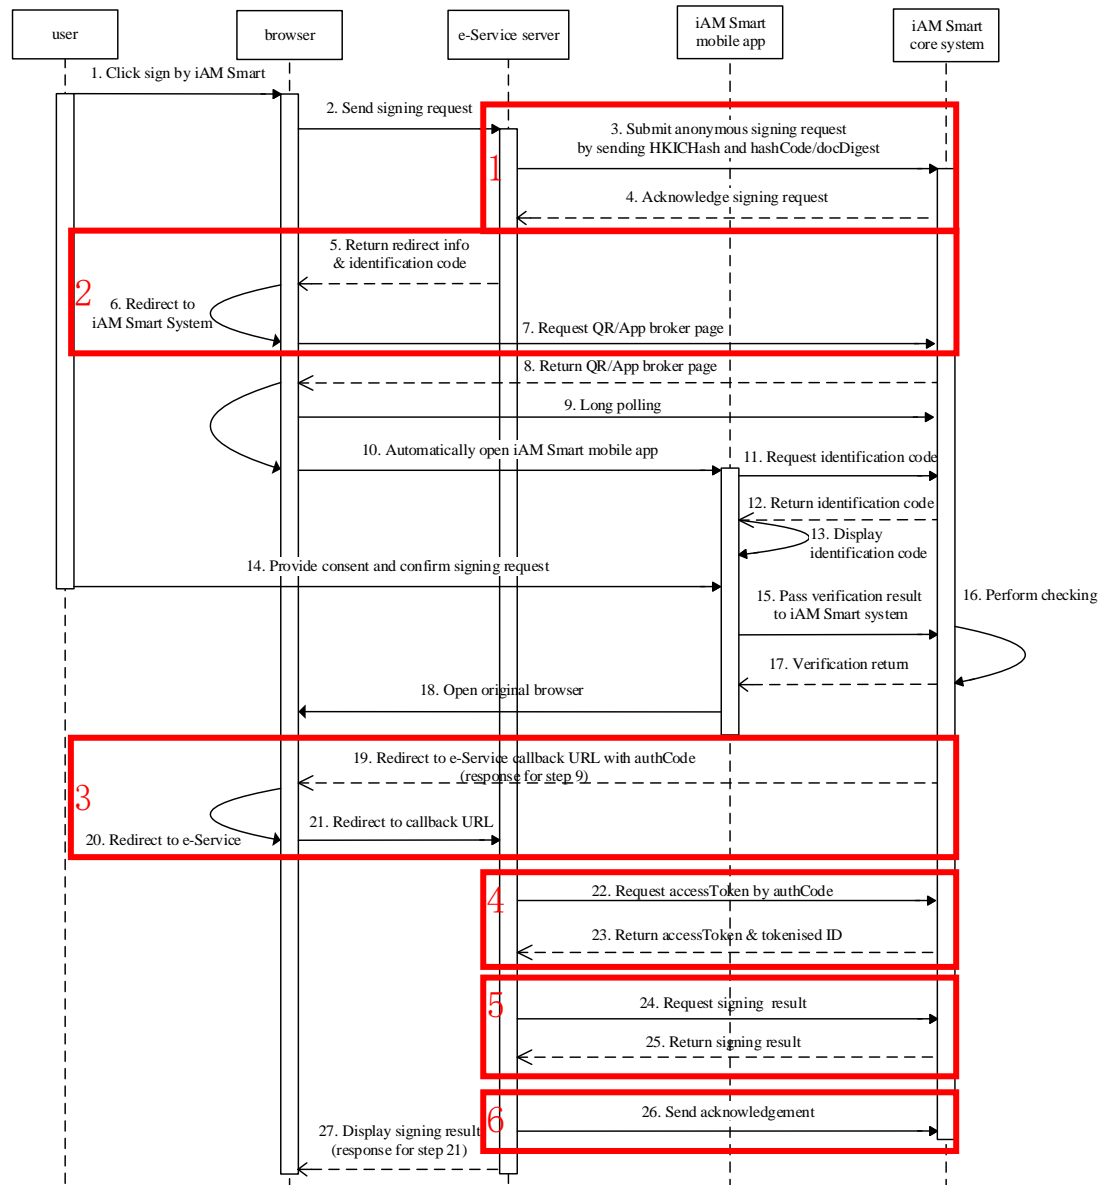 user
browser
e-Service server
iAM Smart
mobile app
iAM Smart
core system
1. Click sign by iAM Smart
2. Send signing request
1
3. Submit anonymous signing request
by sending HKICHash and hashCode/docDigest
4. Acknowledge signing request
2
5. Return redirect info
& identification code
6. Redirect to
iAM Smart System
7. Request QR/App broker page
8. Return QR/App broker page
9. Long polling
10. Automatically open iAM Smart mobile app
11. Request identification code
12. Return identification code
13. Display
identification code
14. Provide consent and confirm signing request
15. Pass verification result
to iAM Smart system
16. Perform checking
17. Verification return
18. Open original browser
3
19. Redirect to e-Service callback URL with authCode
(response for step 9)
20. Redirect to e-Service
21. Redirect to callback URL
4
22. Request accessToken by authCode
23. Return accessToken & tokenised ID
5
24. Request signing result
25. Return signing result
6
26. Send acknowledgement
27. Display signing result
(response for step 21)